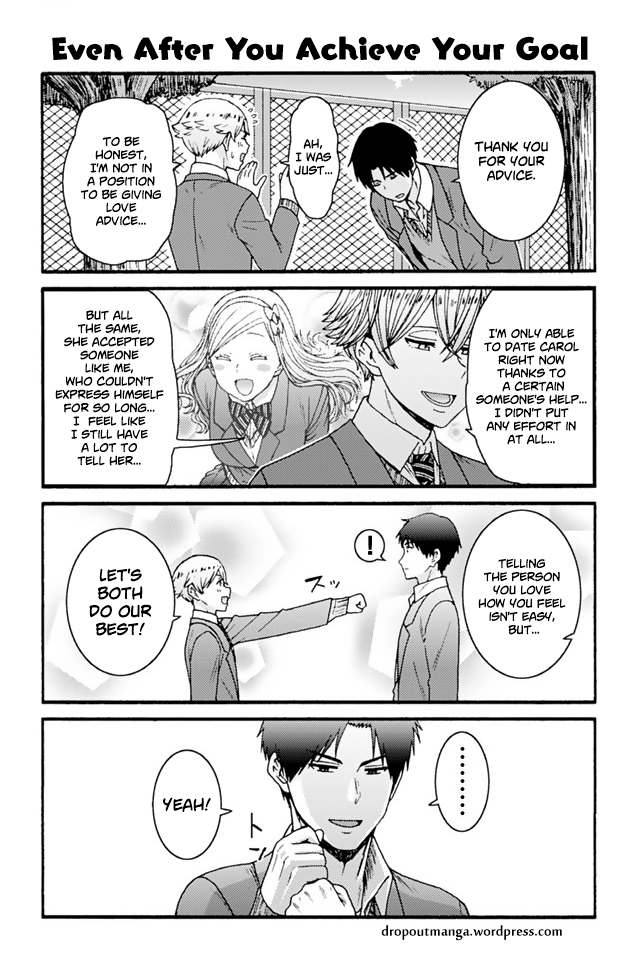 Even After You Achieve Your Goal
THANK YOU
FOR YOUR
ADVICE.
AH,
I WAS
JUST...
TO BE
HONEST,
I'M NOT IN
A POSITION
TO BE GIVING
LOVE
ADVICE...
I'M ONLY ABLE
TO DATE CAROL
RIGHT NOW
THANKS TO
A CERTAIN
SOMEONE'S HELP...
I DIDN'T PUT
ANY EFFORT IN
AT ALL...
BUT ALL
THE SAME,
SHE ACCEPTED
SOMEONE
LIKE ME,
WHO COULDN'T
EXPRESS HIMSELF
FOR SO LONG...
I FEEL LIKE
I STILL HAVE
A LOT TO
TELL HER...
TELLING
THE PERSON
YOU LOVE
HOW YOU FEEL
ISN'T EASY,
BUT...
!
スッ
LET'S
BOTH
DO OUR
BEST!
.........
トン
YEAH!
dropoutmanga.wordpress.com